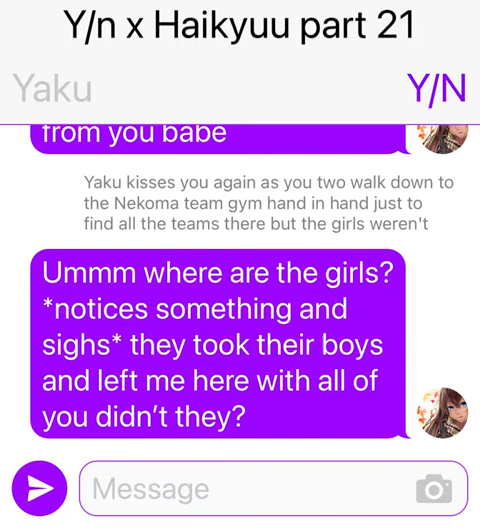 Y/n x Haikyuu part 21
Yaku
Y/N
from you babe
Yaku kisses you again as you two walk down to
the Nekoma team gym hand in hand just to
find all the teams there but the girls weren't
Ummm where are the girls?
*notices something and
sighs* they took their boys
and left me here with all of
you didn’t they?
Message